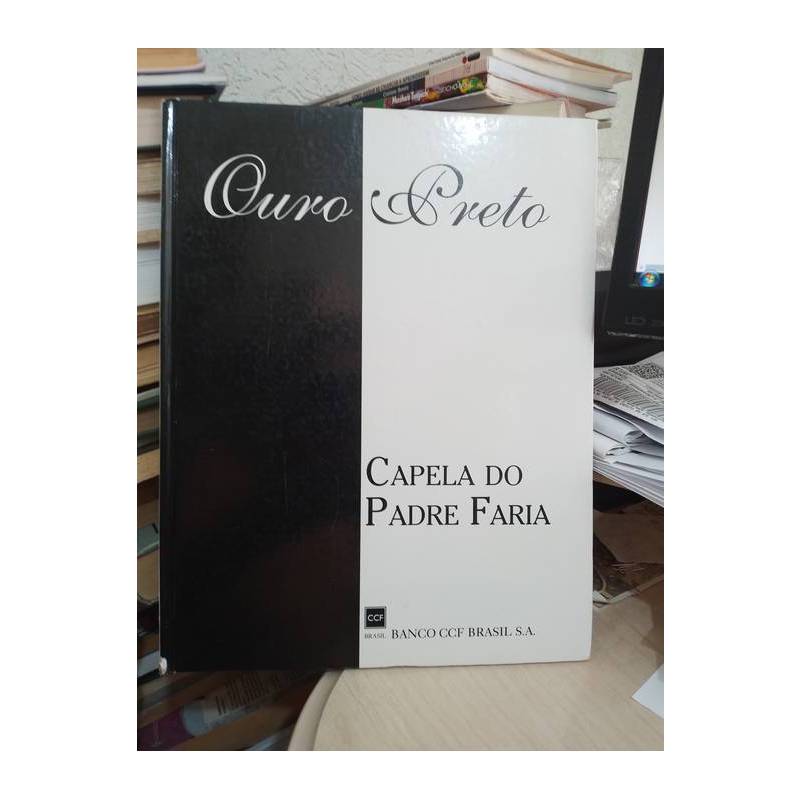 Ouro Preto
CAPELA DO
PADRE FARIA
CCF
BRASIL BANCO CCF BRASIL S.A.